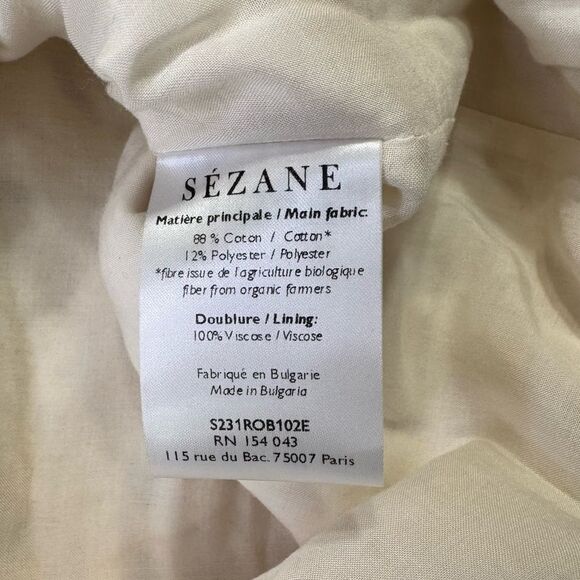 SÉZANE
Matière principale / Main fabric:
88 % Coton / Cotton*
12% Polyester / Polyester
*fibre issue de l'agriculture biologique
fiber from organic farmers
Doublure / Lining:
100% Viscose / Viscose
Fabriqué en Bulgarie
Made in Bulgaria
S231ROB102E
RN 154 043
115 rue du Bac. 75007 Paris